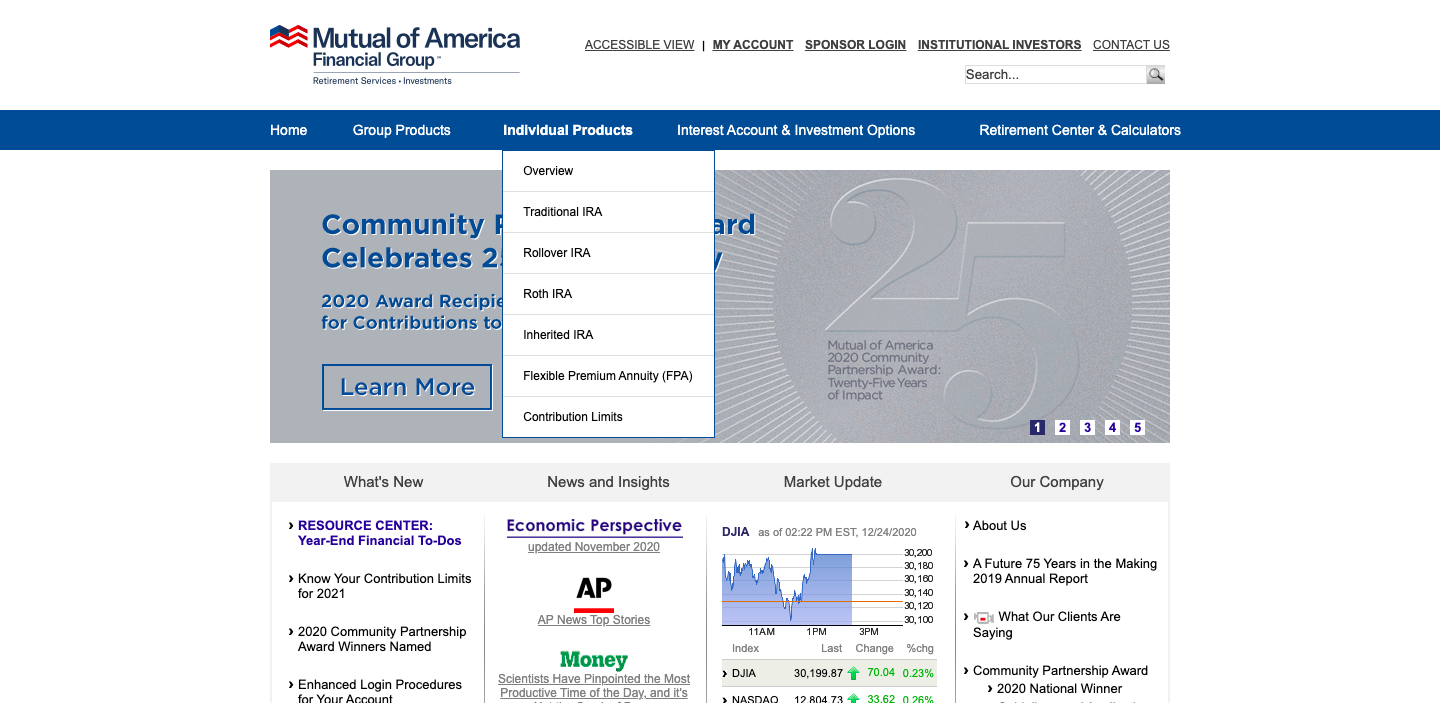 Mutual of America
Financial Group™
Retirement Services • Investments
ACCESSIBLE VIEW | MY ACCOUNT SPONSOR LOGIN INSTITUTIONAL INVESTORS CONTACT US
Search...
Home Group Products Individual Products Interest Account & Investment Options Retirement Center & Calculators
Overview
Traditional IRA
Rollover IRA
Roth IRA
Inherited IRA
Flexible Premium Annuity (FPA)
Contribution Limits
Community
Celebrates
2020 Award
for Contributions to
Learn More
25
Mutual of America
2020 Community
Partnership Award:
Twenty-Five Years
of Impact
1 2 3 4 5
What's New
› RESOURCE CENTER:
Year-End Financial To-Dos
› Know Your Contribution Limits
for 2021
› 2020 Community Partnership
Award Winners Named
› Enhanced Login Procedures
for Your Account
News and Insights
Economic Perspective
updated November 2020
AP
AP News Top Stories
Money
Scientists Have Pinpointed the Most
Productive Time of the Day, and it's
Market Update
DJIA as of 02:22 PM EST, 12/24/2020
30,200
30,180
30,160
30,140
30,120
30,100
11AM 1PM 3PM
Index Last Change %chg
› DJIA 30,199.87 70.04 0.23%
› NASDAQ 12,804.73 33.62 0.26%
Our Company
› About Us
› A Future 75 Years in the Making
2019 Annual Report
› What Our Clients Are
Saying
› Community Partnership Award
› 2020 National Winner